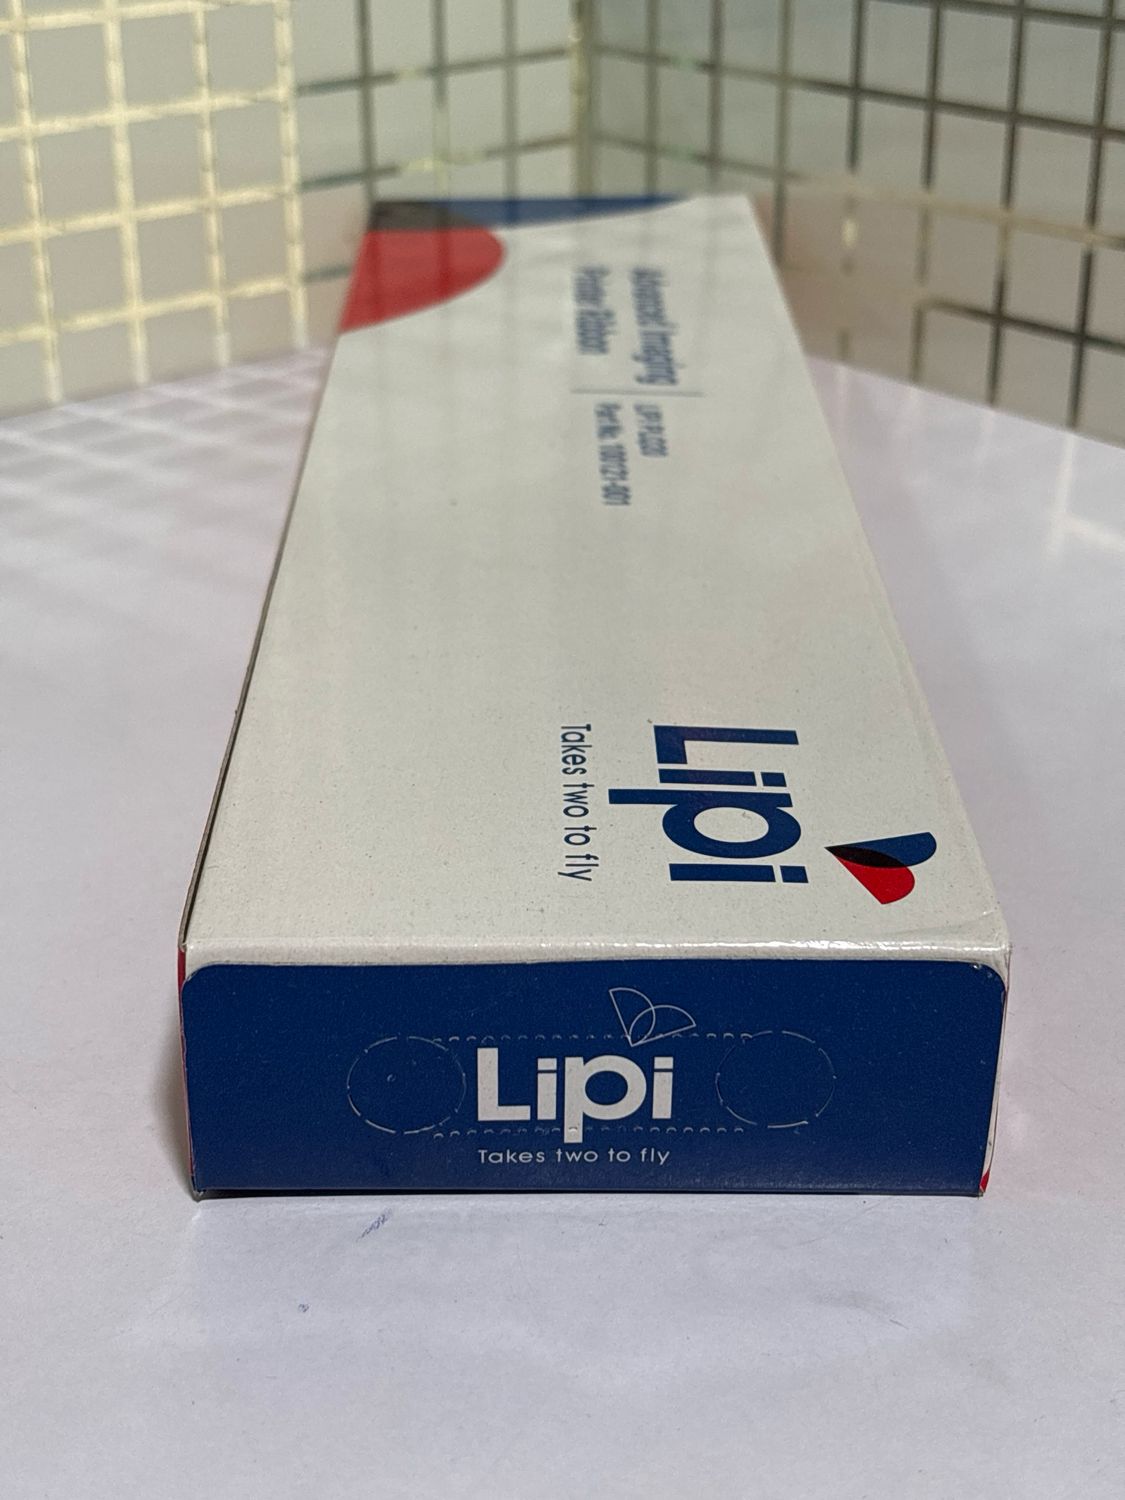 Advanced Imaging
Printer Ribbon
Lipi
Takes two to fly
Lipi
Takes two to fly